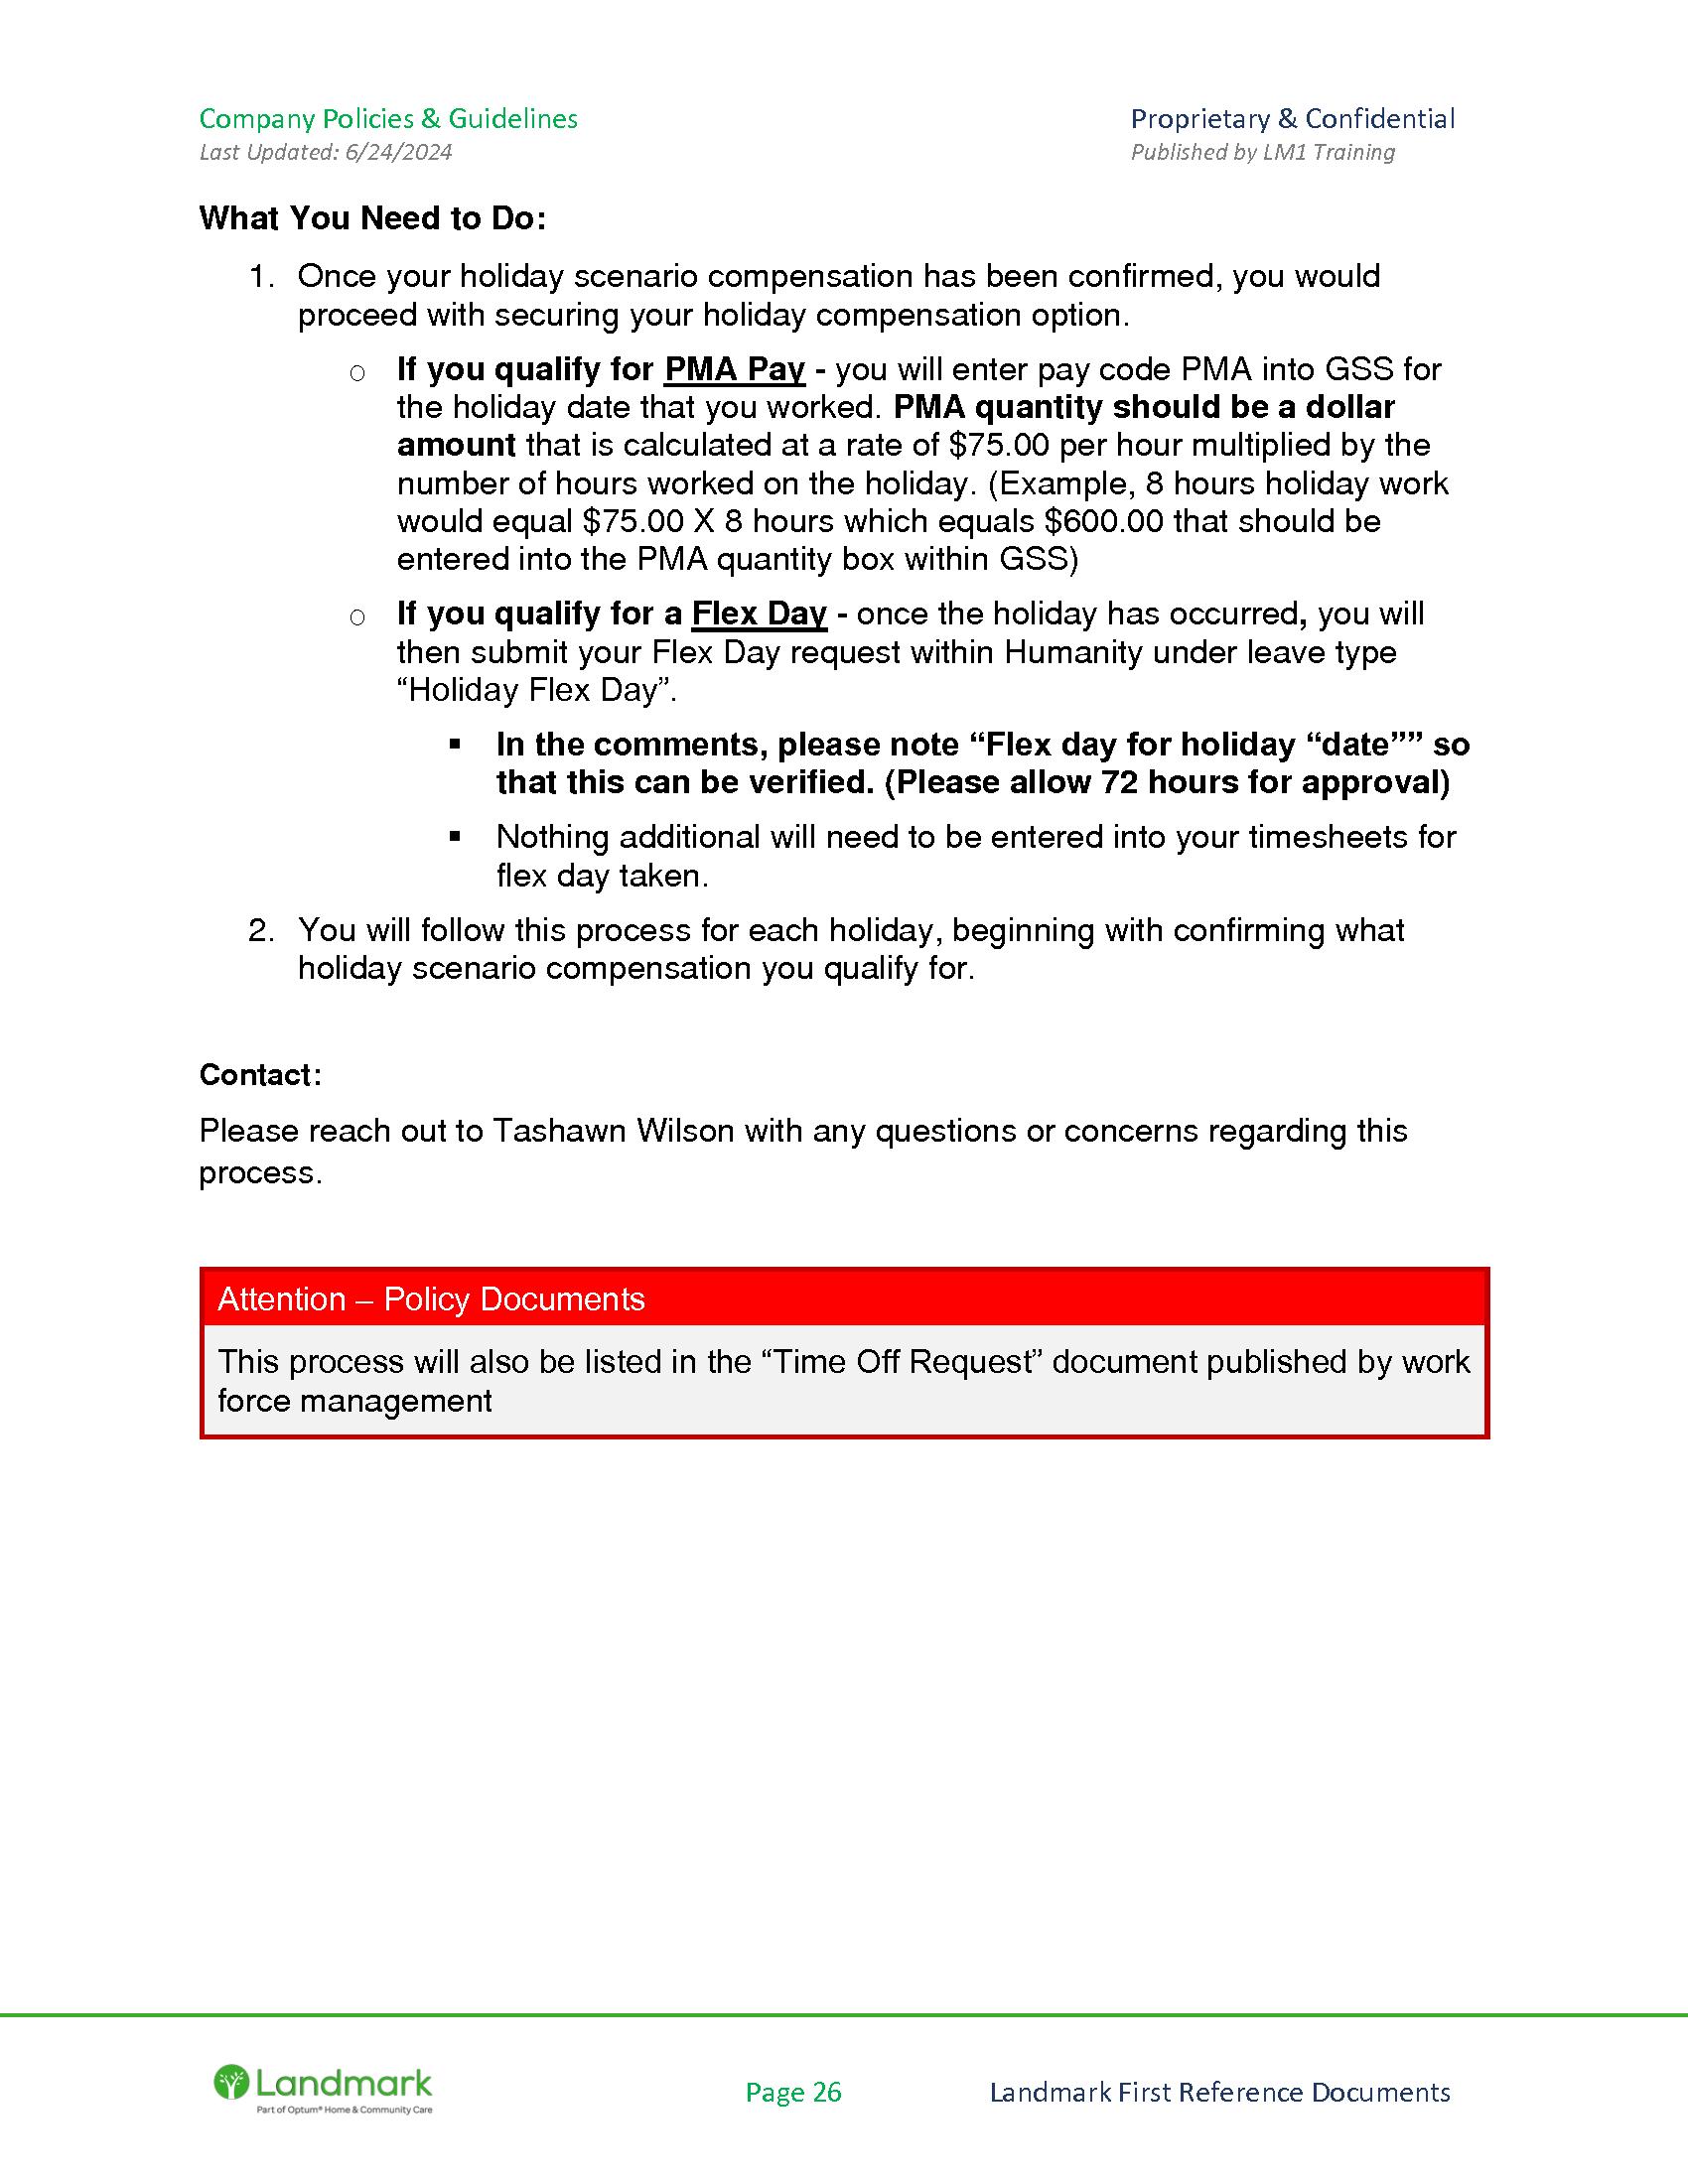 Company Policies & Guidelines
Proprietary & Confidential
Last Updated: 6/24/2024
Published by LM1 Training
What You Need to Do:
1. Once your holiday scenario compensation has been confirmed, you would
proceed with securing your holiday compensation option.
o If you qualify for PMA Pay - you will enter pay code PMA into GSS for
the holiday date that you worked. PMA quantity should be a dollar
amount that is calculated at a rate of $75.00 per hour multiplied by the
number of hours worked on the holiday. (Example, 8 hours holiday work
would equal $75.00 X 8 hours which equals $600.00 that should be
entered into the PMA quantity box within GSS)
o If you qualify for a Flex Day - once the holiday has occurred, you will
then submit your Flex Day request within Humanity under leave type
“Holiday Flex Day”.
▪ In the comments, please note “Flex day for holiday “date”” so
that this can be verified. (Please allow 72 hours for approval)
▪ Nothing additional will need to be entered into your timesheets for
flex day taken.
2. You will follow this process for each holiday, beginning with confirming what
holiday scenario compensation you qualify for.
Contact:
Please reach out to Tashawn Wilson with any questions or concerns regarding this
process.
Attention – Policy Documents
This process will also be listed in the “Time Off Request” document published by work
force management
Landmark
Part of Optum® Home & Community Care
Page 26
Landmark First Reference Documents